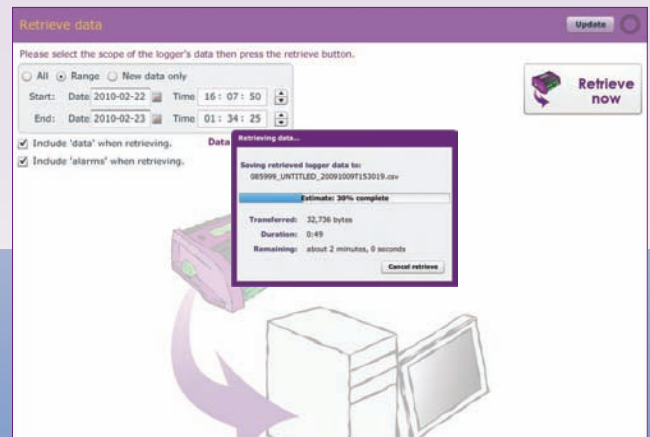 Retrieve data
Update
Please select the scope of the logger's data then press the retrieve button.
All Range New data only
Start: Date 2010-02-22 Time 16 : 07 : 50
End: Date 2010-02-23 Time 01 : 34 : 25
Retrieve
now
Include 'data' when retrieving.
Data
Include 'alarms' when retrieving.
Retrieving data...
Saving retrieved logger data to:
085999_UNTITLED_20091009T153019.csv
Estimate: 30% complete
Transferred: 32,736 bytes
Duration: 0:49
Remaining: about 2 minutes, 0 seconds
Cancel retrieve